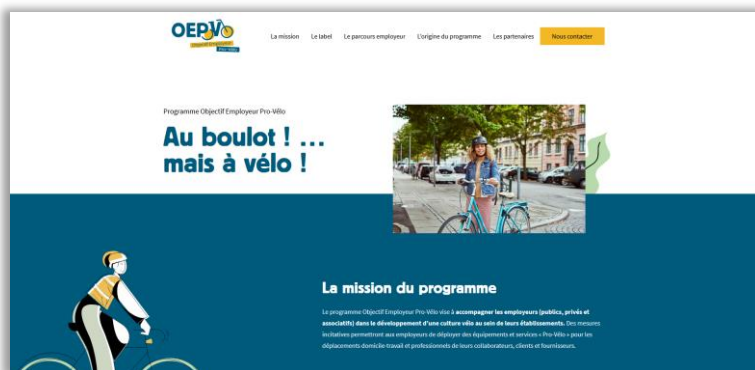 OEPVo
OBJECTIF EMPLOYEUR
PRO-VÉLO
La mission Le label Le parcours employeur L'origine du programme Les partenaires Nous contacter
Programme Objectif Employeur Pro-Vélo
Au boulot ! ...
mais à vélo !
La mission du programme
Le programme Objectif Employeur Pro-Vélo vise à accompagner les employeurs (publics, privés et
associatifs) dans le développement d'une culture vélo au sein de leurs établissements. Des mesures
incitatives permettront aux employeurs de déployer des équipements et services « Pro-Vélo » pour les
déplacements domicile-travail et professionnels de leurs collaborateurs, clients et fournisseurs.